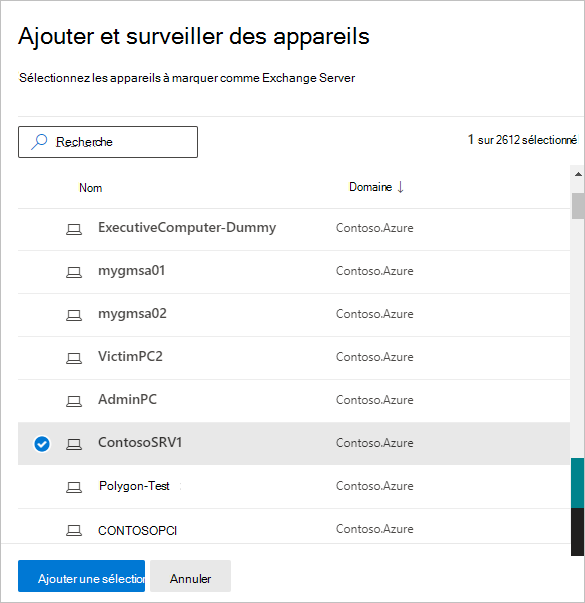 Ajouter et surveiller des appareils
Sélectionnez les appareils à marquer comme Exchange Server
Recherche
1 sur 2612 sélectionné
Nom Domaine ↓
ExecutiveComputer-Dummy Contoso.Azure
mygmsa01 Contoso.Azure
mygmsa02 Contoso.Azure
VictimPC2 Contoso.Azure
AdminPC Contoso.Azure
ContosoSRV1 Contoso.Azure
Polygon-Test Contoso.Azure
CONTOSOPCI Contoso.Azure
Ajouter une sélection Annuler